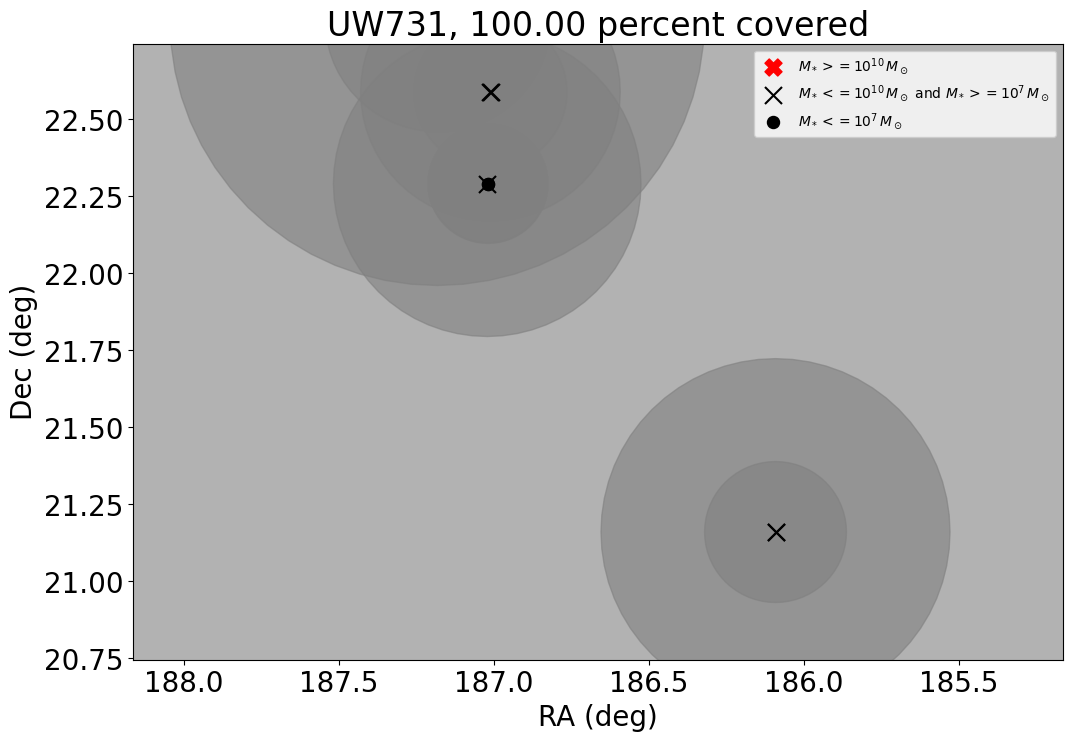 UW731, 100.00 percent covered
M* >= 10^10 M⊙
M* <= 10^10 M⊙ and M* >= 10^7 M⊙
M* <= 10^7 M⊙
22.50
22.25
22.00
21.75
21.50
21.25
21.00
20.75
Dec (deg)
188.0 187.5 187.0 186.5 186.0 185.5
RA (deg)